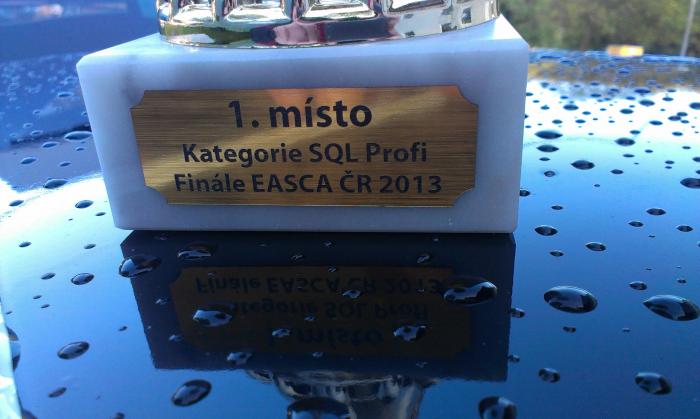 1. místo
Kategorie SQL Profi
Finále EASCA ČR 2013